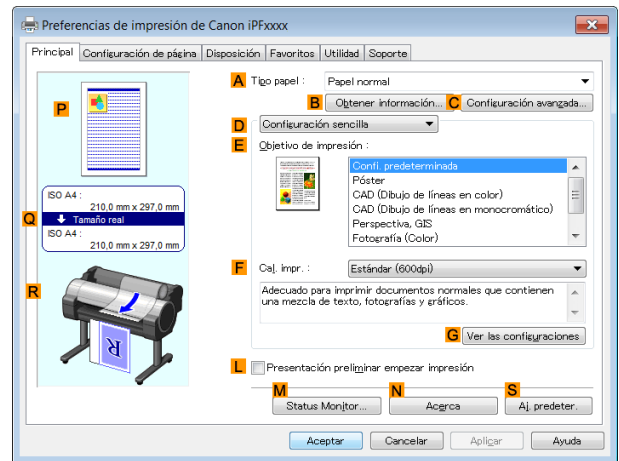 Preferencias de impresión de Canon iPFxxxx
Principal Configuración de página Disposición Favoritos Utilidad Soporte
A Tipo papel : Papel normal
B Obtener información... C Configuración avanzada...
D Configuración sencilla
E Objetivo de impresión :
Confi. predeterminada
Póster
CAD (Dibujo de líneas en color)
CAD (Dibujo de líneas en monocromático)
Perspectiva, GIS
Fotografía (Color)
P
ISO A4 :
210,0 mm x 297,0 mm
Q Tamaño real
ISO A4 :
210,0 mm x 297,0 mm
R
R
F Cal. impr. : Estándar (600dpi)
Adecuado para imprimir documentos normales que contienen
una mezcla de texto, fotografías y gráficos.
G Ver las configuraciones
L Presentación preliminar empezar impresión
M Status Monitor... N Acerca S Aj. predeter.
Aceptar Cancelar Aplicar Ayuda